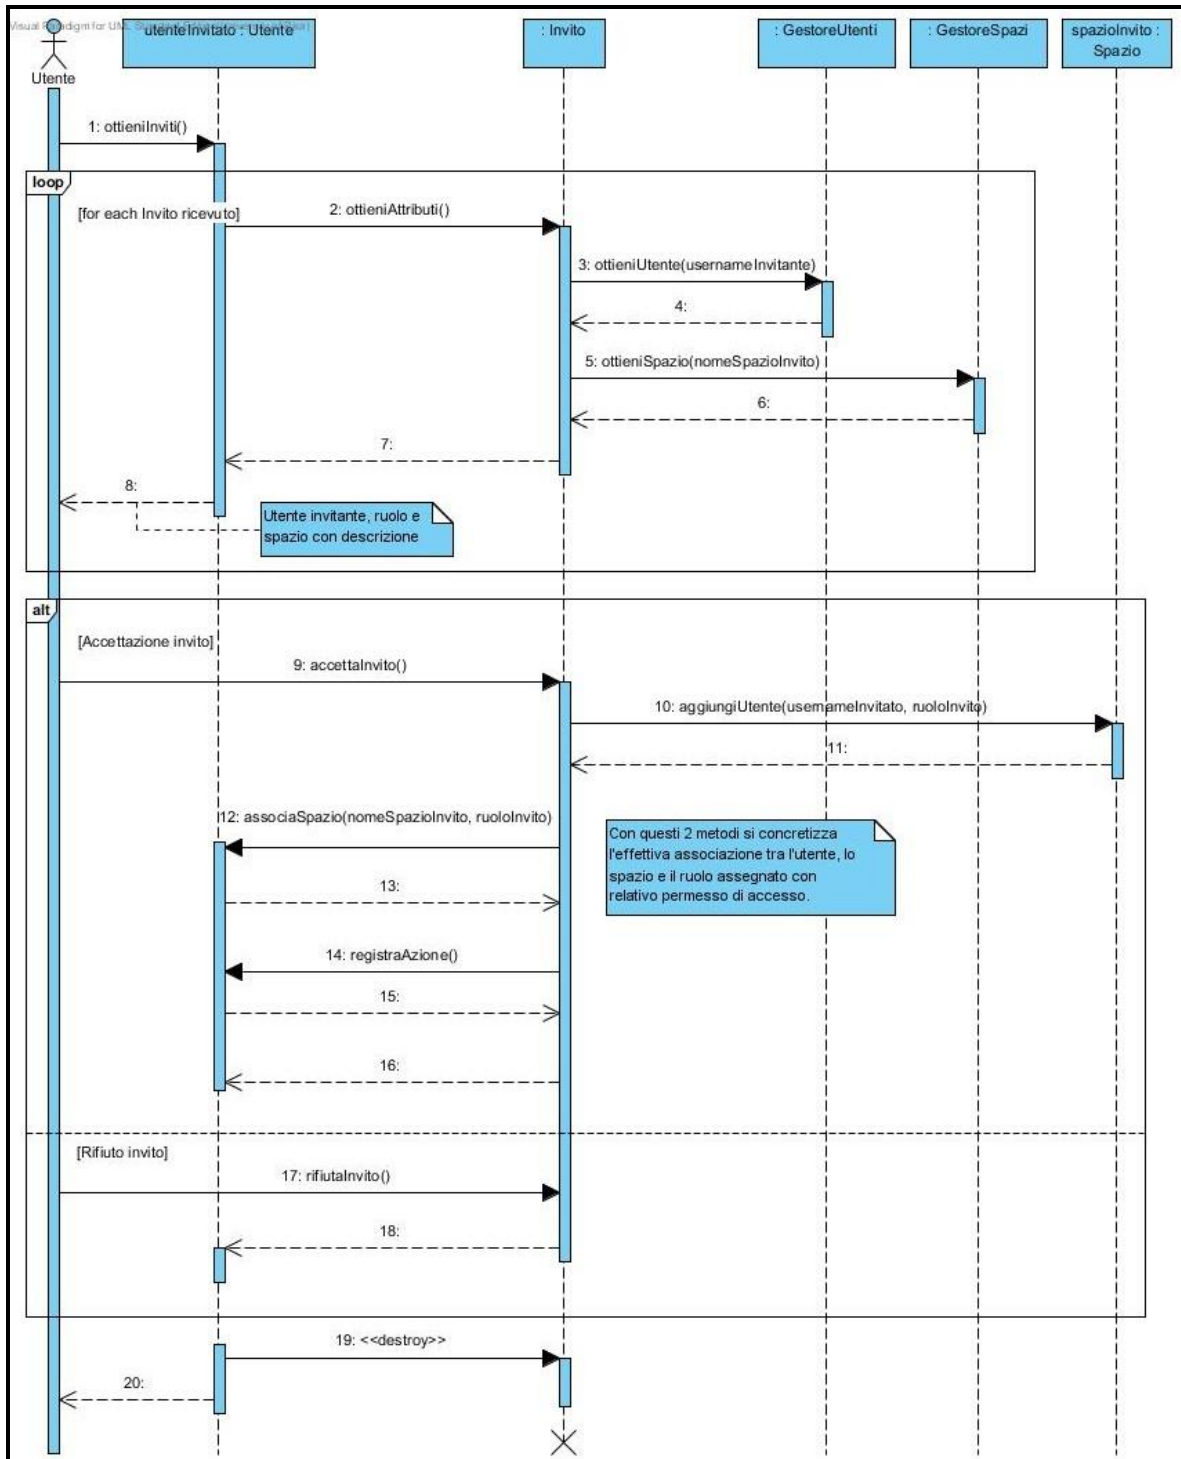 Visual Paradigm for UML
utenteInvitato : Utente
: Invito
: GestoreUtenti
: GestoreSpazi
spazioInvito :
Spazio
Utente
1: ottieniInviti()
loop
[for each Invito ricevuto]
2: ottieniAttributi()
3: ottieniUtente(usernameInvitante)
4:
5: ottieniSpazio(nomeSpazioInvito)
6:
7:
8:
Utente invitante, ruolo e
spazio con descrizione
alt
[Accettazione invito]
9: accettaInvito()
10: aggiungiUtente(usernameInvitato, ruoloInvito)
11:
12: associaSpazio(nomeSpazioInvito, ruoloInvito)
Con questi 2 metodi si concretizza
l'effettiva associazione tra l'utente, lo
spazio e il ruolo assegnato con
relativo permesso di accesso.
13:
14: registraAzione()
15:
16:
[Rifiuto invito]
17: rifiutaInvito()
18:
19: <<destroy>>
20: